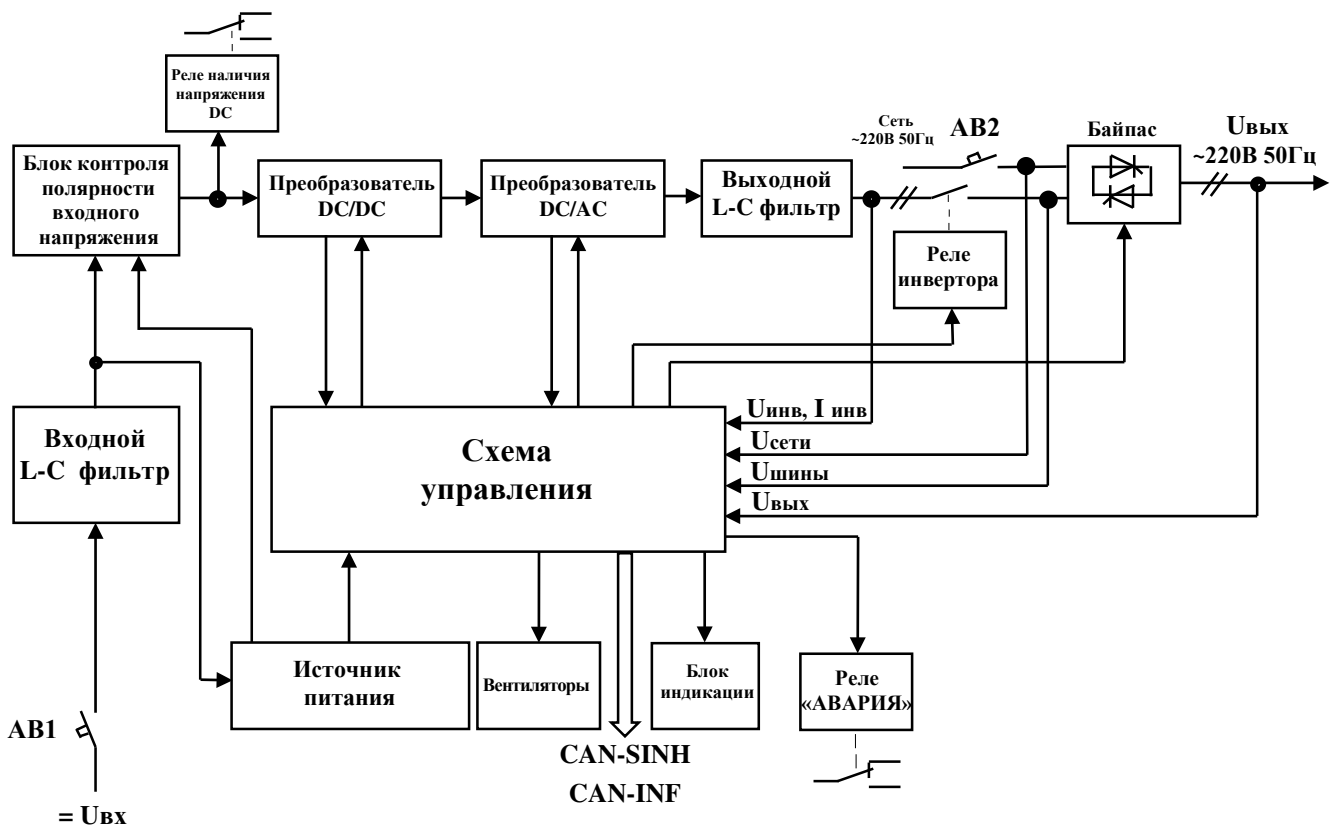 Реле наличия
напряжения
DC
Блок контроля
полярности
входного
напряжения
Преобразователь
DC/DC
Преобразователь
DC/AC
Выходной
L-C фильтр
Сеть
~220В 50Гц
АВ2
Байпас
Uвых
~220В 50Гц
Реле
инвертора
Входной
L-C фильтр
Схема
управления
Uинв, I инв
Uсети
Uшины
Uвых
Источник
питания
Вентиляторы
Блок
индикации
Реле
«АВАРИЯ»
АВ1
CAN-SINH
CAN-INF
= Uвх